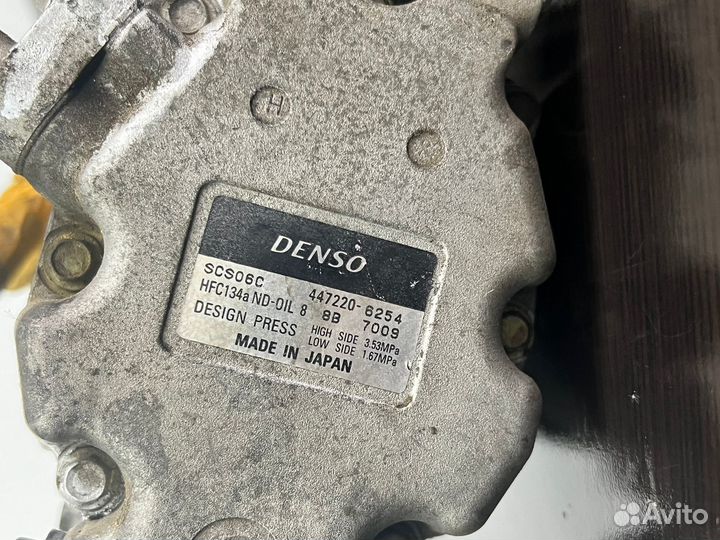 H
DENSO
SCS06C 447220-6254
HFC134a ND-OIL 8 8B 7009
DESIGN PRESS HIGH SIDE 3.53MPa
LOW SIDE 1.67MPa
MADE IN JAPAN
Avito